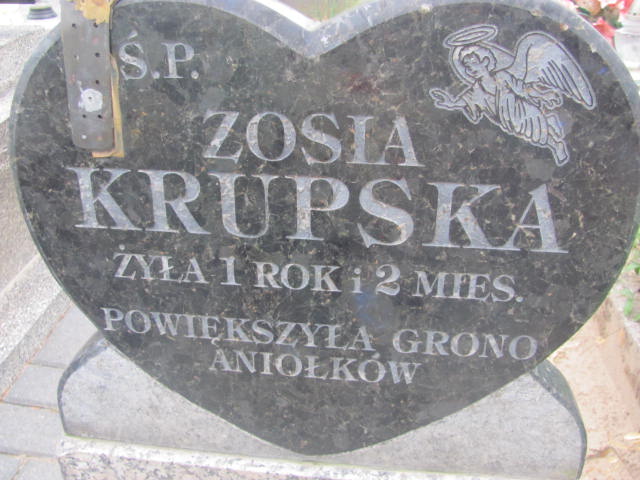 Ś.P.
ZOSIA
KRUPSKA
ŻYŁA 1 ROK i 2 MIES.
POWIĘKSZYŁA GRONO
ANIOŁKÓW